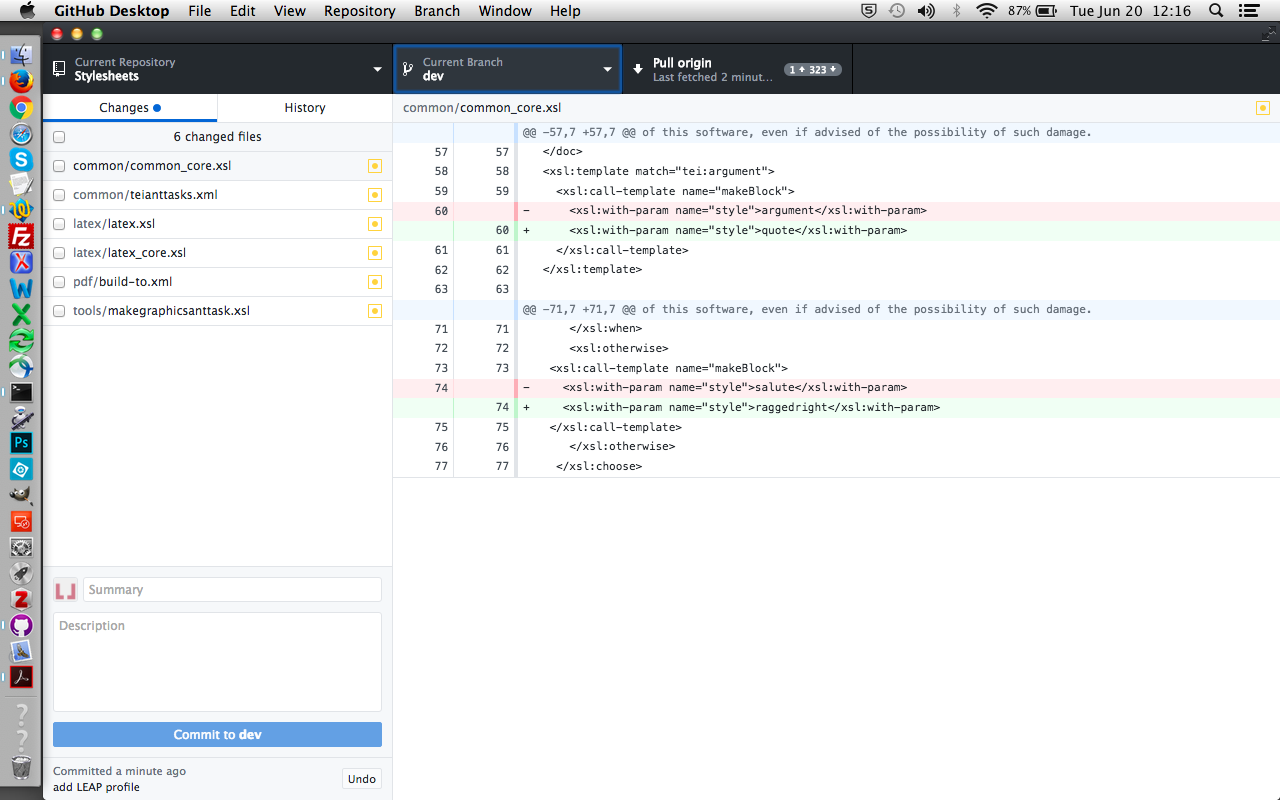 GitHub Desktop File Edit View Repository Branch Window Help 87% Tue Jun 20 12:16
Current Repository
Stylesheets
Current Branch
dev
Pull origin
Last fetched 2 minut...
1 + 323 +
Changes History
6 changed files
common/common_core.xsl
common/teianttasks.xml
latex/latex.xsl
latex/latex_core.xsl
pdf/build-to.xml
tools/makegraphicsanttask.xsl
Summary
Description
Commit to dev
Committed a minute ago
add LEAP profile
Undo
common/common_core.xsl
@@ -57,7 +57,7 @@ of this software, even if advised of the possibility of such damage.
57 57 </doc>
58 58 <xsl:template match="tei:argument">
59 59 <xsl:call-template name="makeBlock">
60 - <xsl:with-param name="style">argument</xsl:with-param>
60 + <xsl:with-param name="style">quote</xsl:with-param>
61 61 </xsl:call-template>
62 62 </xsl:template>
63 63
@@ -71,7 +71,7 @@ of this software, even if advised of the possibility of such damage.
71 71 </xsl:when>
72 72 <xsl:otherwise>
73 73 <xsl:call-template name="makeBlock">
74 - <xsl:with-param name="style">salute</xsl:with-param>
74 + <xsl:with-param name="style">raggedright</xsl:with-param>
75 75 </xsl:call-template>
76 76 </xsl:otherwise>
77 77 </xsl:choose>